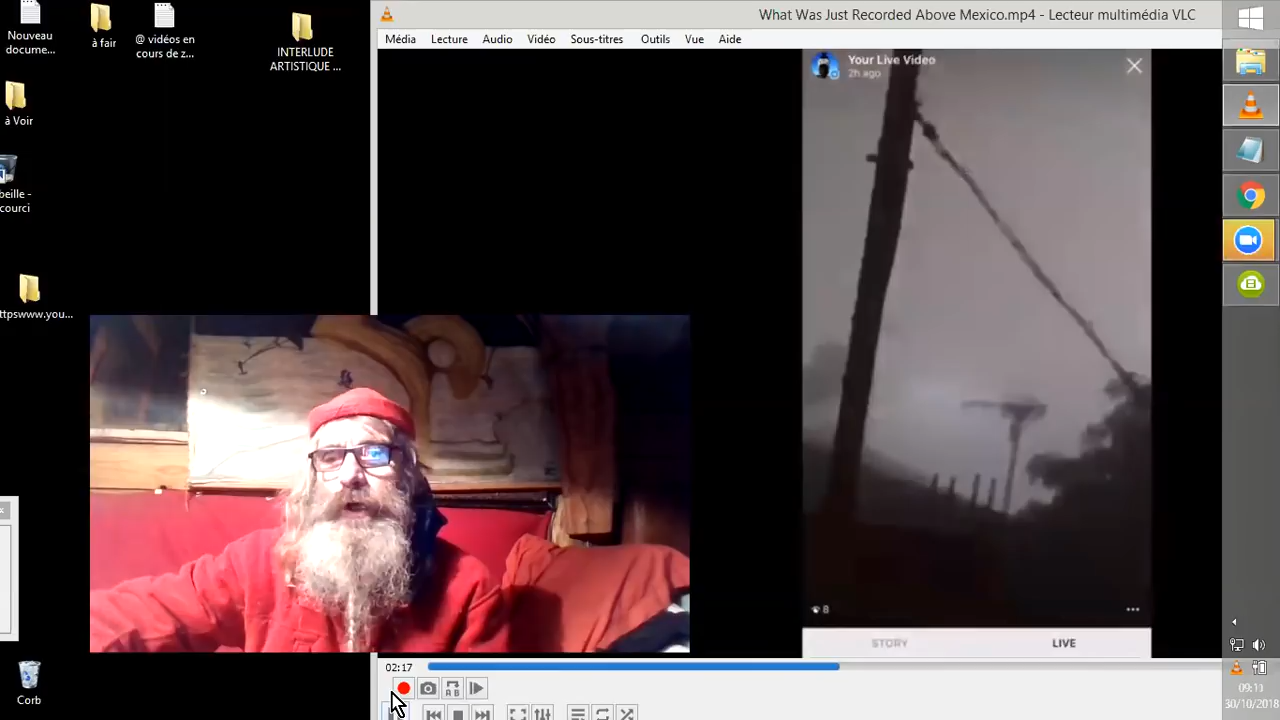 Nouveau
docume...
à fair
@ vidéos en
cours de z...
INTERLUDE
ARTISTIQUE ...
à Voir
beille -
courci
ttpswww.you...
Corb
What Was Just Recorded Above Mexico.mp4 - Lecteur multimédia VLC
Média Lecture Audio Vidéo Sous-titres Outils Vue Aide
Your Live Video
2h ago
8
STORY LIVE
02:17
A B
30/10/2018